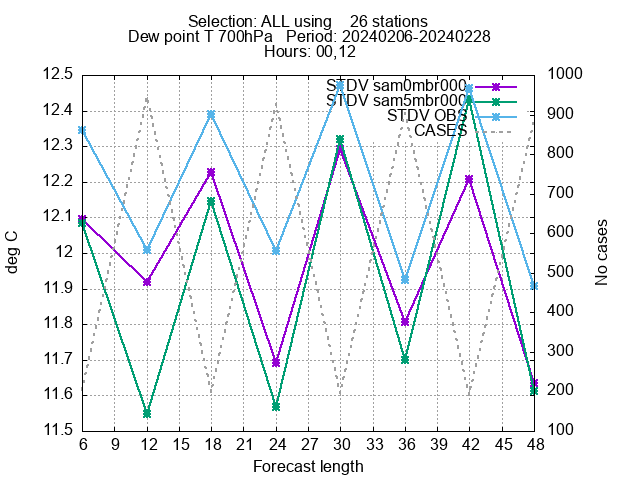 Selection: ALL using    26 stations
Dew point T 700hPa   Period: 20240206-20240228
Hours: 00,12
STDV sam0mbr000
STDV sam5mbr000
STDV OBS
CASES
12.5
12.4
12.3
12.2
12.1
12
11.9
11.8
11.7
11.6
11.5
deg C
1000
900
800
700
600
500
400
300
200
100
No cases
6 9 12 15 18 21 24 27 30 33 36 39 42 45 48
Forecast length